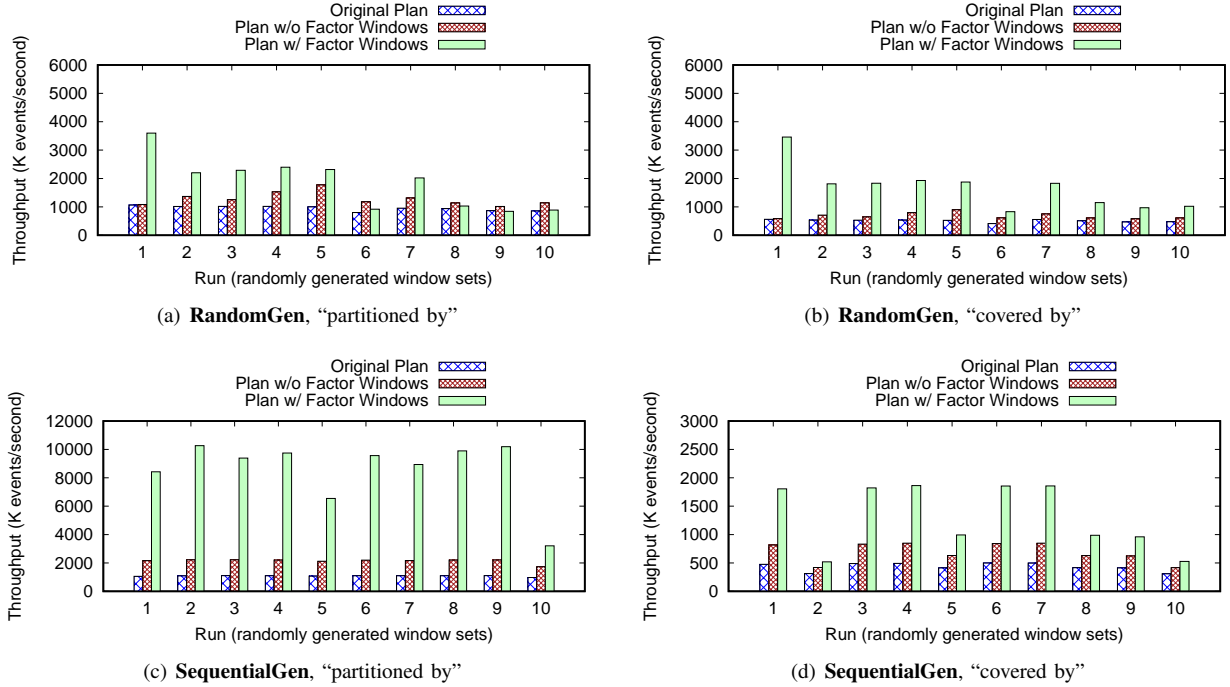 Original Plan
Plan w/o Factor Windows
Plan w/ Factor Windows
Throughput (K events/second)
6000
5000
4000
3000
2000
1000
0
1 2 3 4 5 6 7 8 9 10
Run (randomly generated window sets)
(a) RandomGen, “partitioned by”
Original Plan
Plan w/o Factor Windows
Plan w/ Factor Windows
Throughput (K events/second)
6000
5000
4000
3000
2000
1000
0
1 2 3 4 5 6 7 8 9 10
Run (randomly generated window sets)
(b) RandomGen, “covered by”
Original Plan
Plan w/o Factor Windows
Plan w/ Factor Windows
Throughput (K events/second)
12000
10000
8000
6000
4000
2000
0
1 2 3 4 5 6 7 8 9 10
Run (randomly generated window sets)
(c) SequentialGen, “partitioned by”
Original Plan
Plan w/o Factor Windows
Plan w/ Factor Windows
Throughput (K events/second)
3000
2500
2000
1500
1000
500
0
1 2 3 4 5 6 7 8 9 10
Run (randomly generated window sets)
(d) SequentialGen, “covered by”